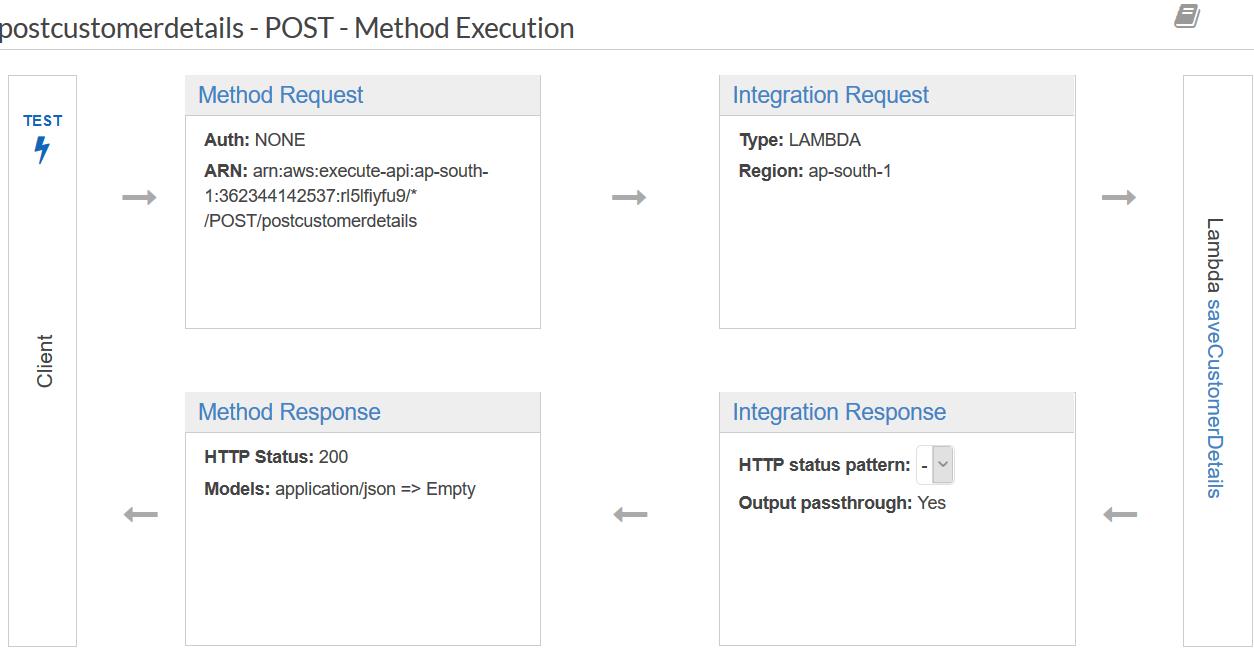 postcustomerdetails - POST - Method Execution
TEST
Client
Method Request
Auth: NONE
ARN: arn:aws:execute-api:ap-south-
1:362344142537:rl5lfiyfu9/*
/POST/postcustomerdetails
Integration Request
Type: LAMBDA
Region: ap-south-1
Lambda saveCustomerDetails
Method Response
HTTP Status: 200
Models: application/json => Empty
Integration Response
HTTP status pattern: -
Output passthrough: Yes